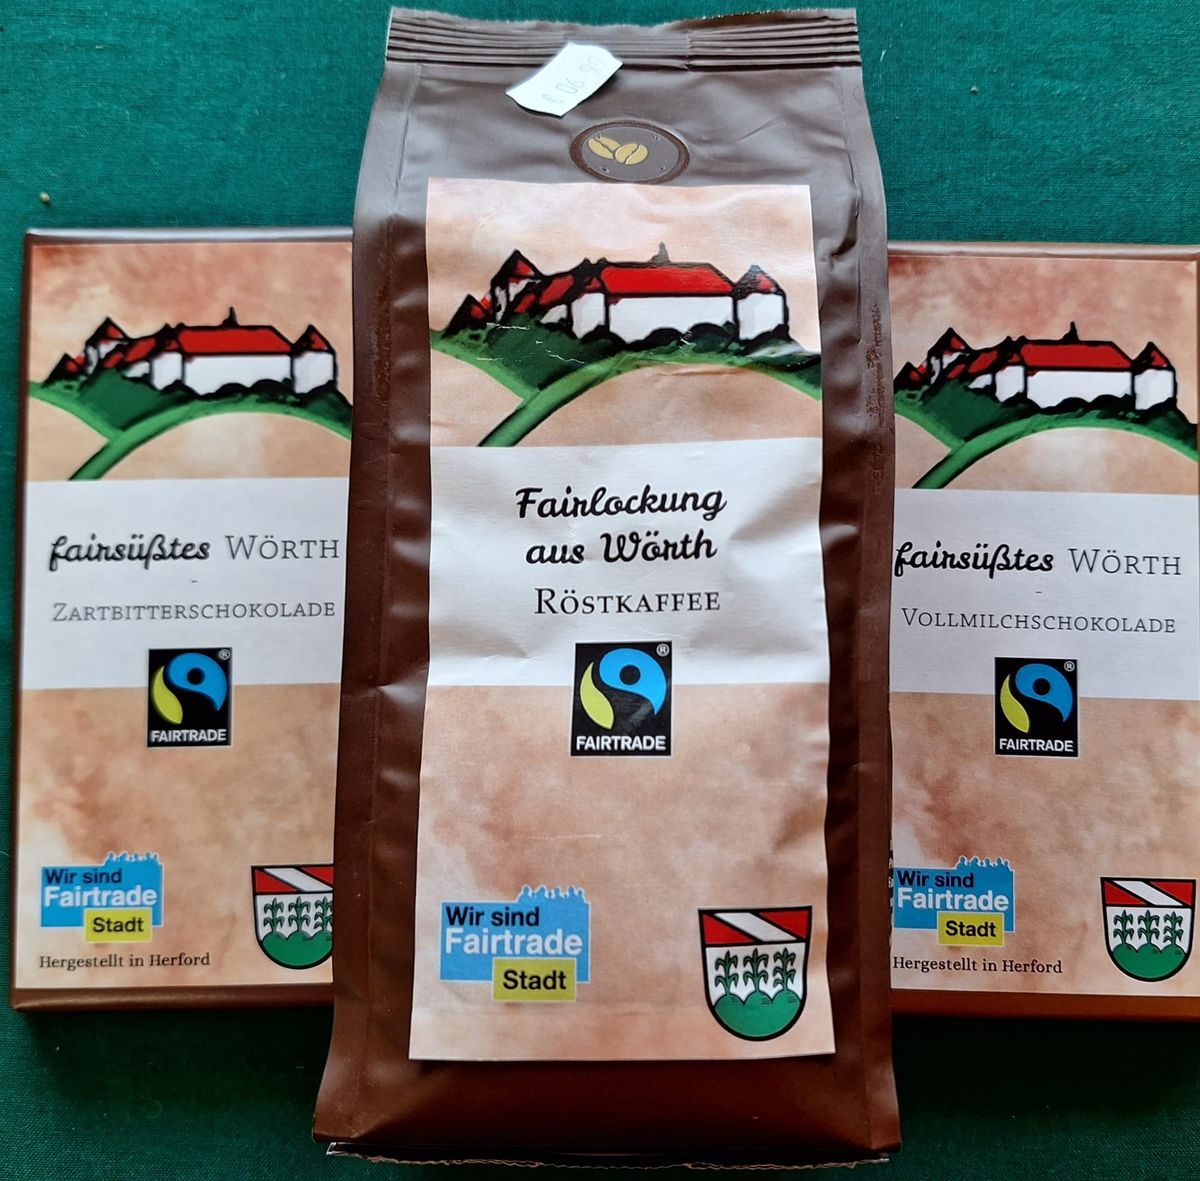 fairsüßtes WÖRTH
-
ZARTBITTERSCHOKOLADE
®
FAIRTRADE
Wir sind
Fairtrade
Stadt
Hergestellt in Herford
Fairlockung
aus Wörth
RÖSTKAFFEE
®
FAIRTRADE
Wir sind
Fairtrade
Stadt
fairsüßtes WÖRTH
-
VOLLMILCHSCHOKOLADE
®
FAIRTRADE
Wir sind
Fairtrade
Stadt
Hergestellt in Herford